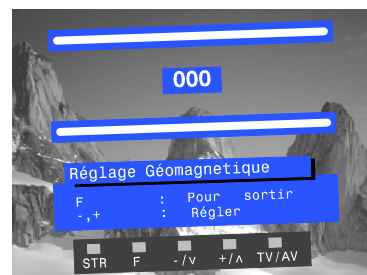 000
Réglage Géomagnetique
F : Pour sortir
-,+ : Régler
STR F -/v +/ʌ TV/AV